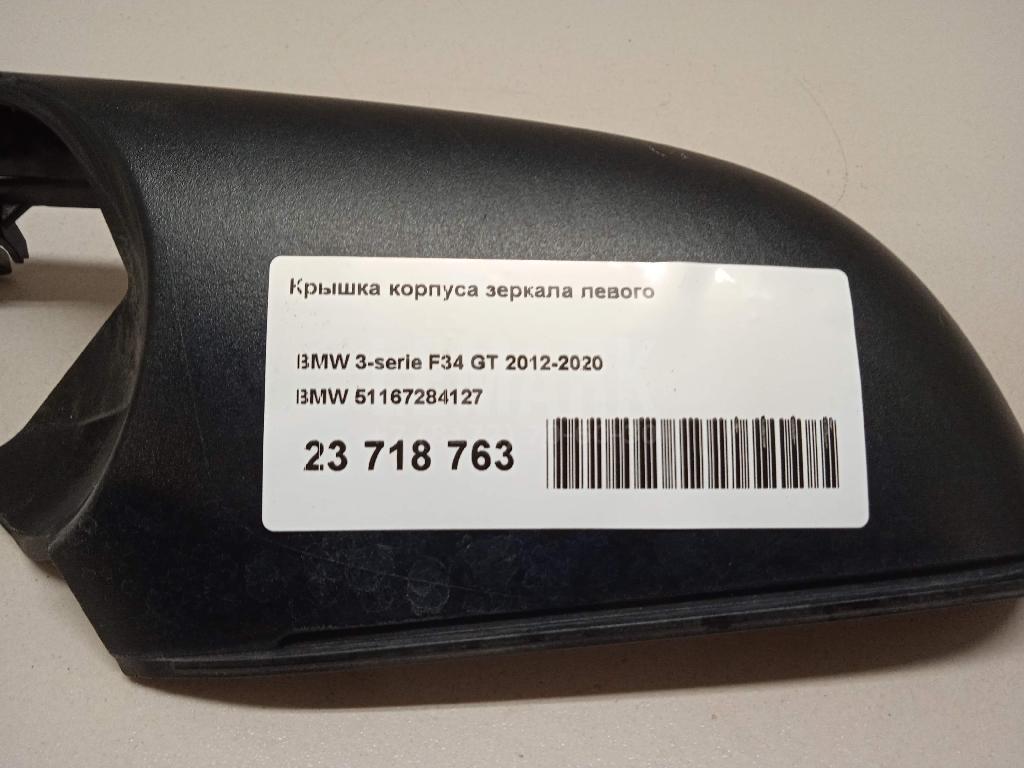 Крышка корпуса зеркала левого
BMW 3-serie F34 GT 2012-2020
BMW 51167284127
23 718 763